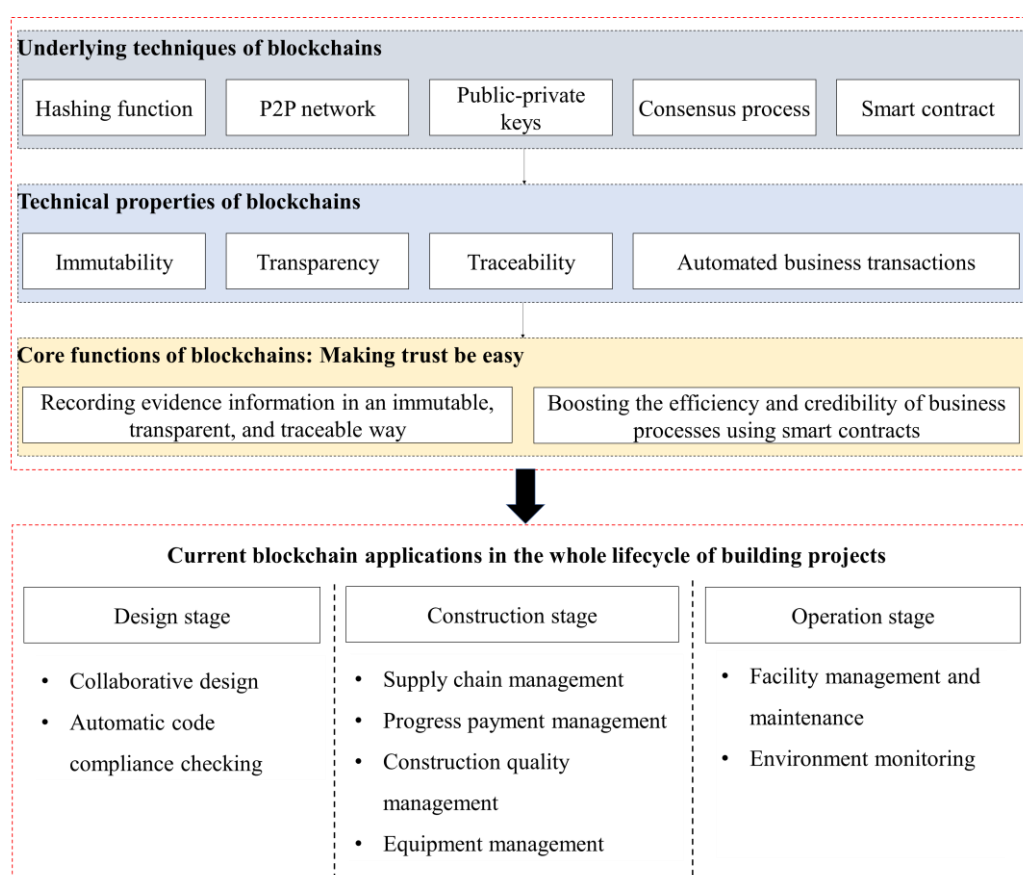 Underlying techniques of blockchains
Hashing function
P2P network
Public-private
keys
Consensus process
Smart contract
Technical properties of blockchains
Immutability
Transparency
Traceability
Automated business transactions
Core functions of blockchains: Making trust be easy
Recording evidence information in an immutable,
transparent, and traceable way
Boosting the efficiency and credibility of business
processes using smart contracts
Current blockchain applications in the whole lifecycle of building projects
Design stage
• Collaborative design
• Automatic code
compliance checking
Construction stage
• Supply chain management
• Progress payment management
• Construction quality
management
• Equipment management
Operation stage
• Facility management and
maintenance
• Environment monitoring